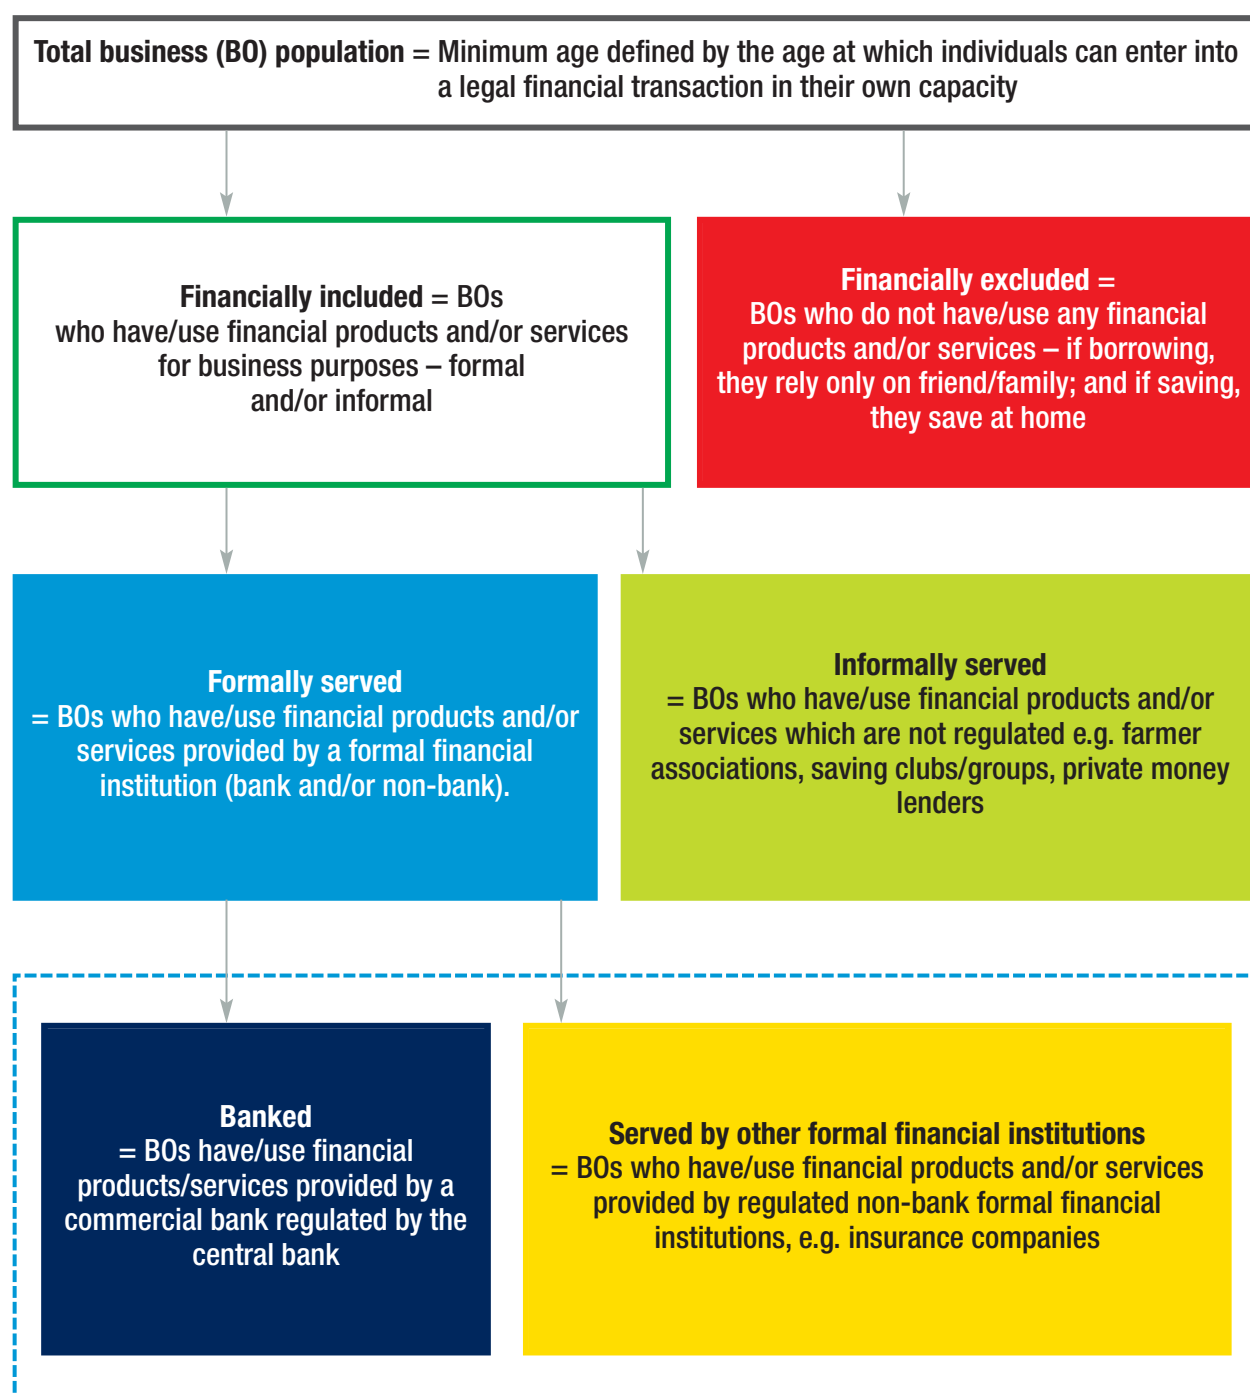 Total business (BO) population = Minimum age defined by the age at which individuals can enter into
a legal financial transaction in their own capacity
Financially included = BOs
who have/use financial products and/or services
for business purposes – formal
and/or informal
Financially excluded =
BOs who do not have/use any financial
products and/or services – if borrowing,
they rely only on friend/family; and if saving,
they save at home
Formally served
= BOs who have/use financial products and/or
services provided by a formal financial
institution (bank and/or non-bank).
Informally served
= BOs who have/use financial products and/or
services which are not regulated e.g. farmer
associations, saving clubs/groups, private money
lenders
Banked
= BOs have/use financial
products/services provided by a
commercial bank regulated by the
central bank
Served by other formal financial institutions
= BOs who have/use financial products and/or services
provided by regulated non-bank formal financial
institutions, e.g. insurance companies